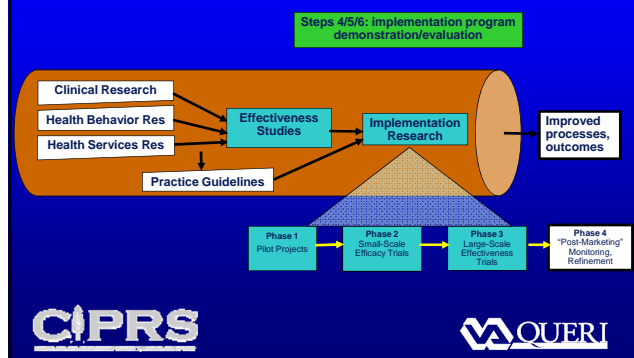 Steps 4/5/6: implementation program
demonstration/evaluation
Clinical Research
Health Behavior Res
Health Services Res
Effectiveness
Studies
Implementation
Research
Improved
processes,
outcomes
Practice Guidelines
Phase 1
Pilot Projects
Phase 2
Small-Scale
Efficacy Trials
Phase 3
Large-Scale
Effectiveness
Trials
Phase 4
“Post-Marketing”
Monitoring,
Refinement
CIPRS
VA QUERI